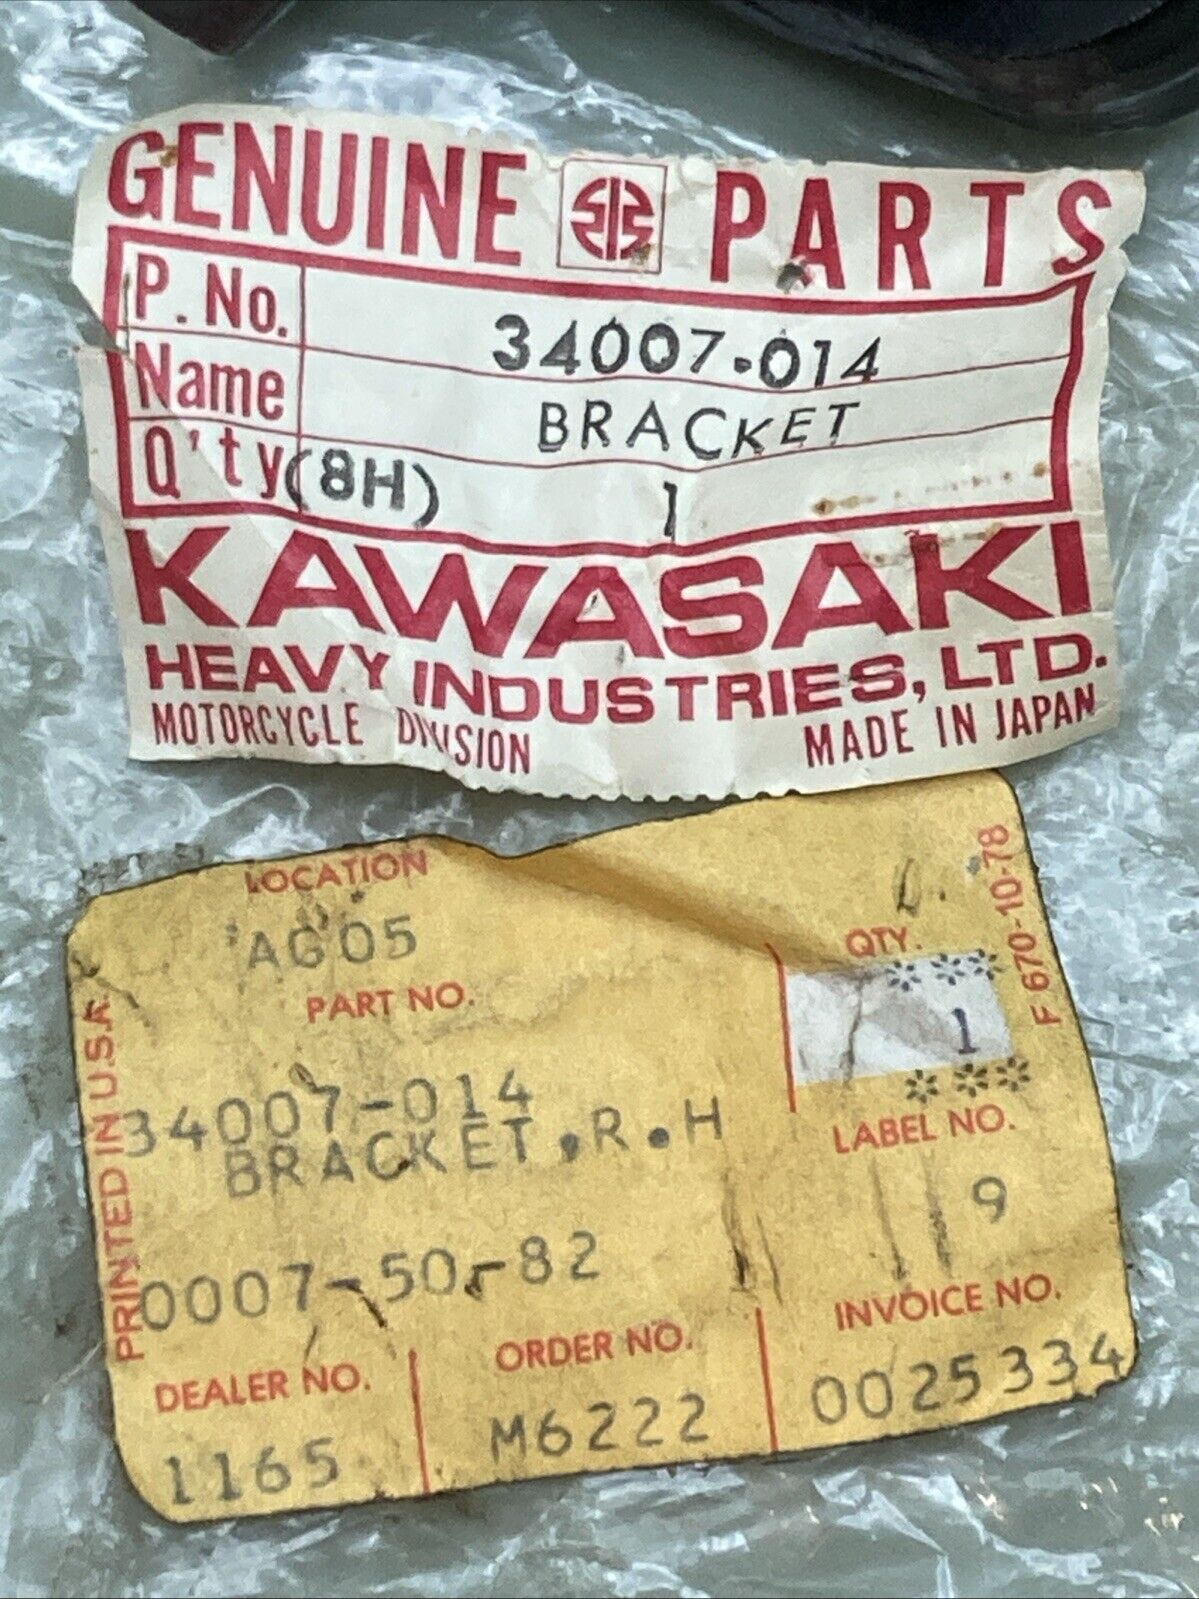 GENUINE PARTS
P. No. 34007-014
Name BRACKET
Q'ty (8H) 1
KAWASAKI
HEAVY INDUSTRIES, LTD.
MOTORCYCLE DIVISION MADE IN JAPAN
LOCATION
AG05
QTY.
1
F 670-10-78
PART NO.
34007-014
BRACKET,R.H
LABEL NO.
9
0007-50-82
PRINTED IN U.S.A.
DEALER NO. ORDER NO. INVOICE NO.
1165 M6222 0025334